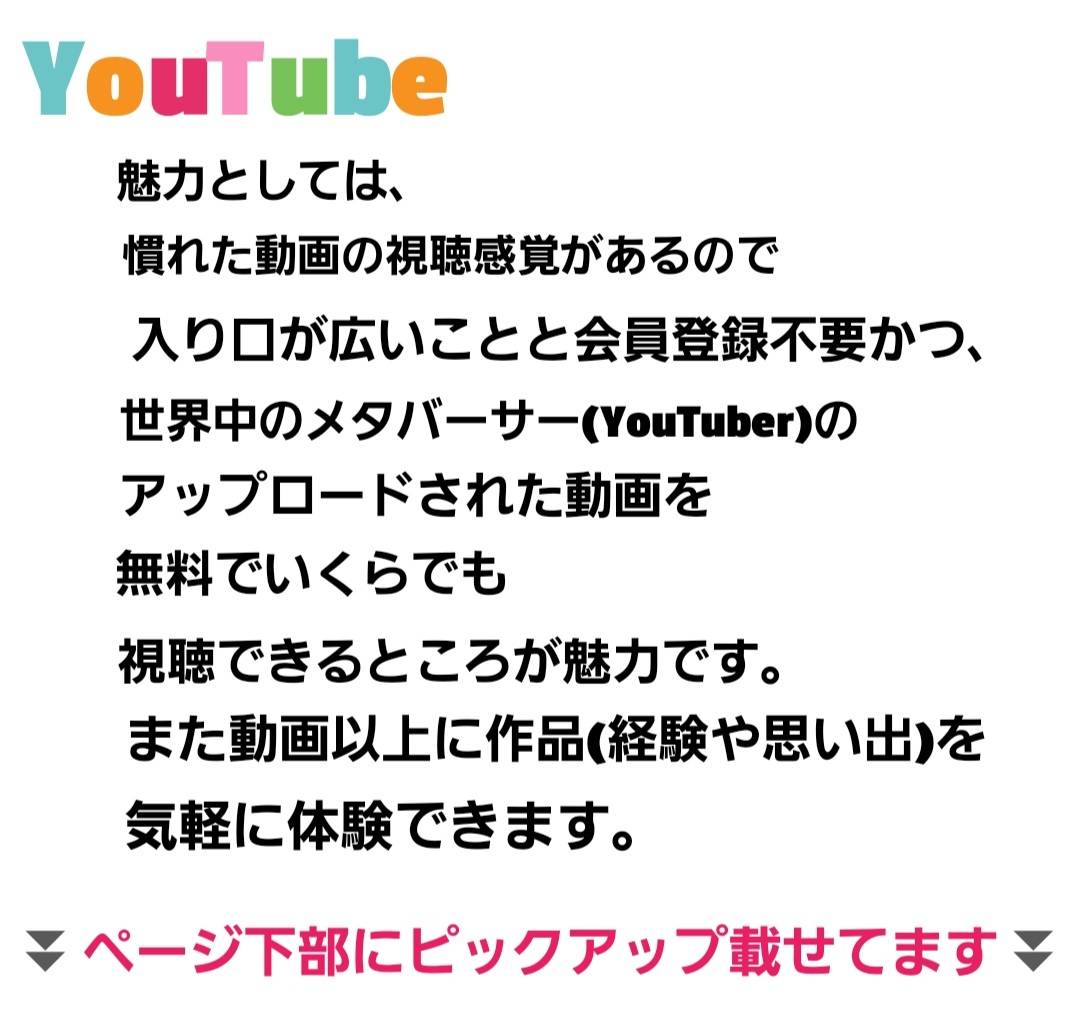 YouTube
魅力としては、
慣れた動画の視聴感覚があるので
入り口が広いことと会員登録不要かつ、
世界中のメタバーサー(YouTuber)の
アップロードされた動画を
無料でいくらでも
視聴できるところが魅力です。
また動画以上に作品(経験や思い出)を
気軽に体験できます。
ページ下部にピックアップ載せてます